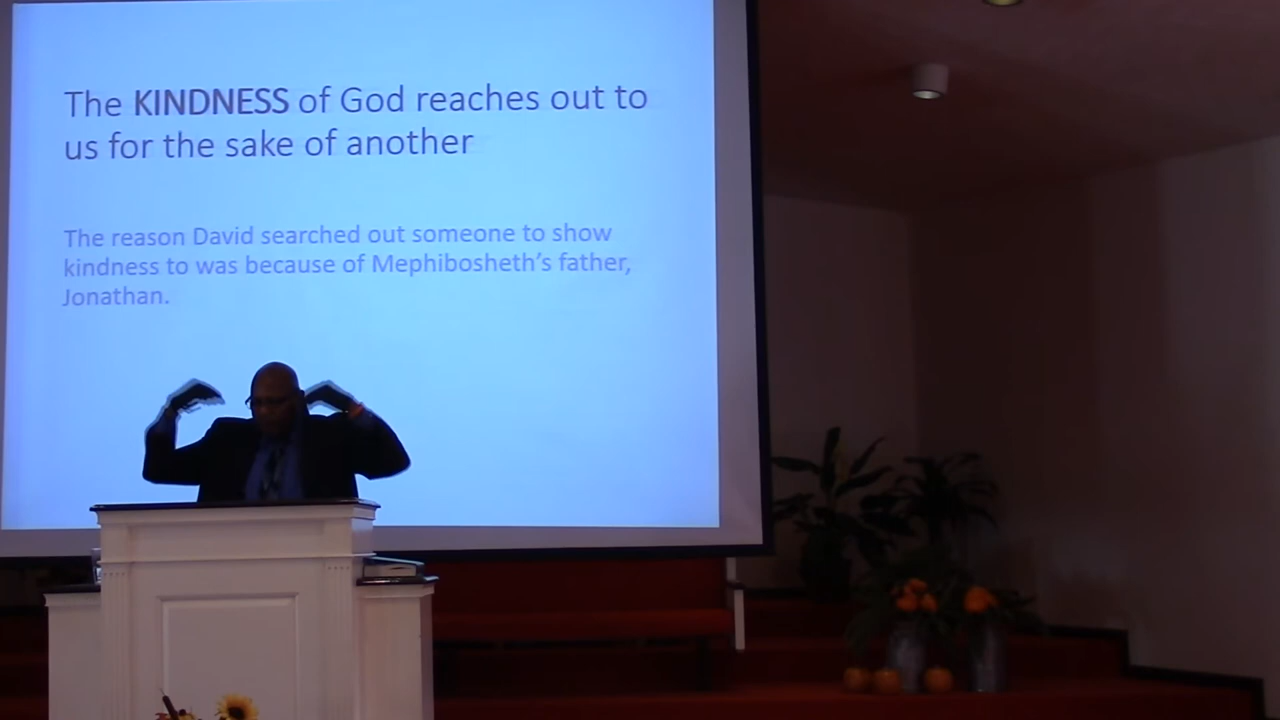 The KINDNESS of God reaches out to
us for the sake of another
The reason David searched out someone to show
kindness to was because of Mephibosheth’s father,
Jonathan.